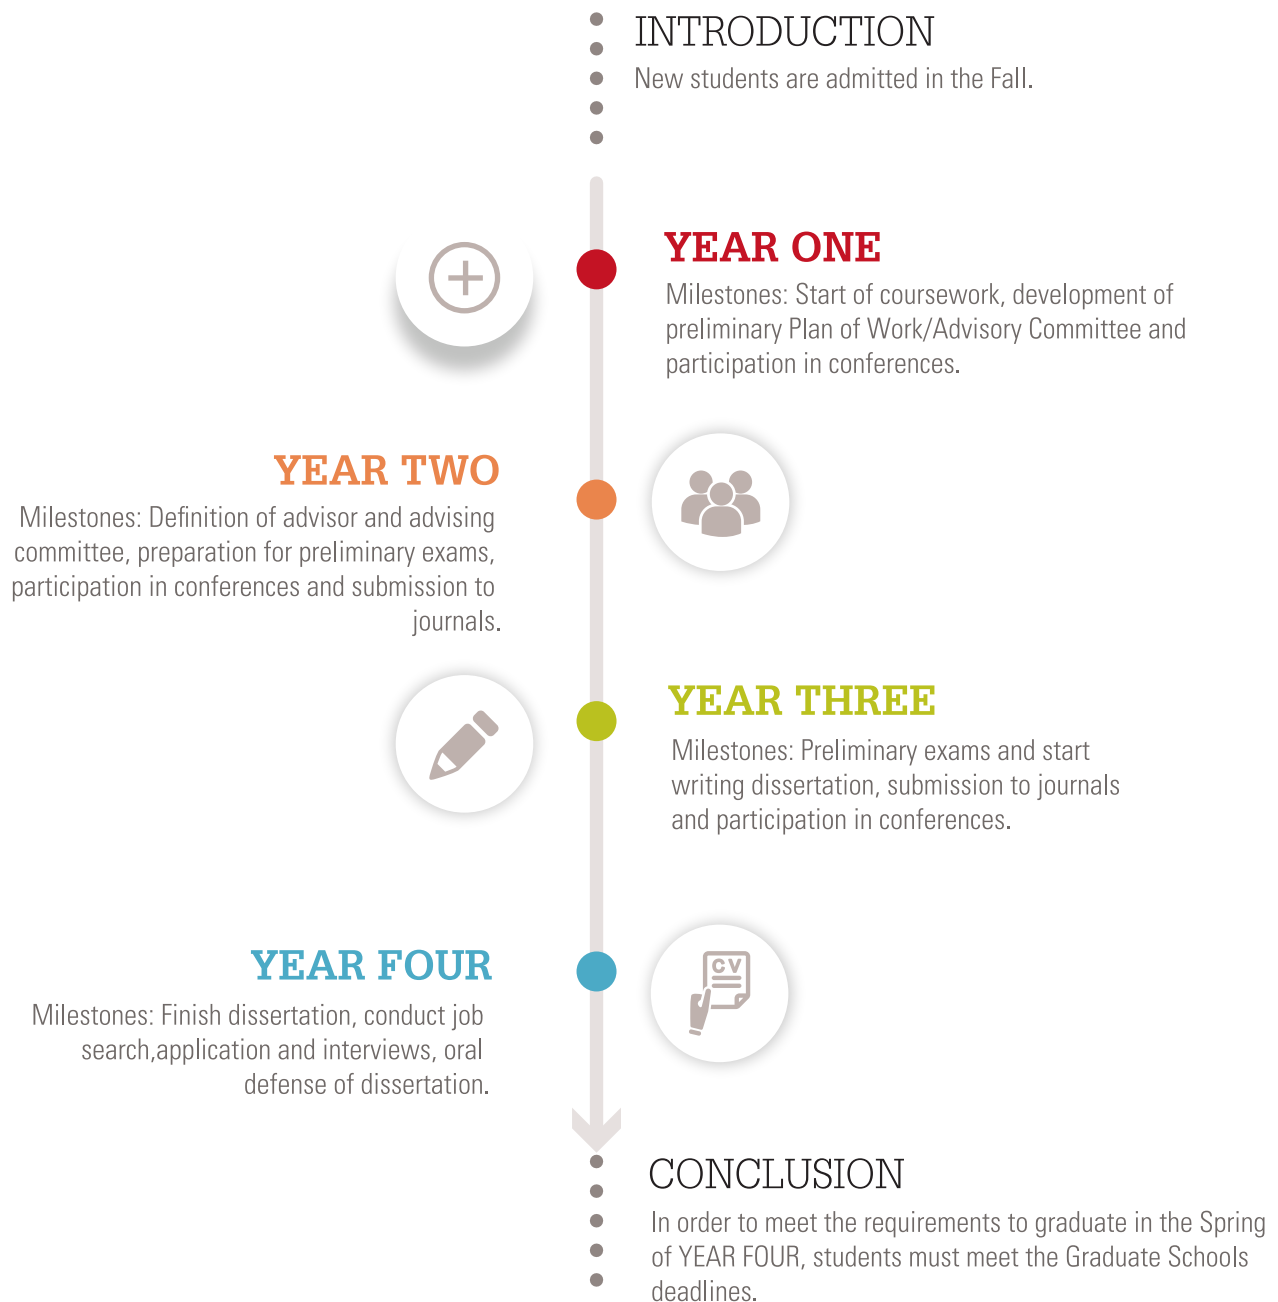 INTRODUCTION
New students are admitted in the Fall.
YEAR ONE
Milestones: Start of coursework, development of
preliminary Plan of Work/Advisory Committee and
participation in conferences.
YEAR TWO
Milestones: Definition of advisor and advising
committee, preparation for preliminary exams,
participation in conferences and submission to
journals.
YEAR THREE
Milestones: Preliminary exams and start
writing dissertation, submission to journals
and participation in conferences.
YEAR FOUR
Milestones: Finish dissertation, conduct job
search,application and interviews, oral
defense of dissertation.
CV
CONCLUSION
In order to meet the requirements to graduate in the Spring
of YEAR FOUR, students must meet the Graduate Schools
deadlines.